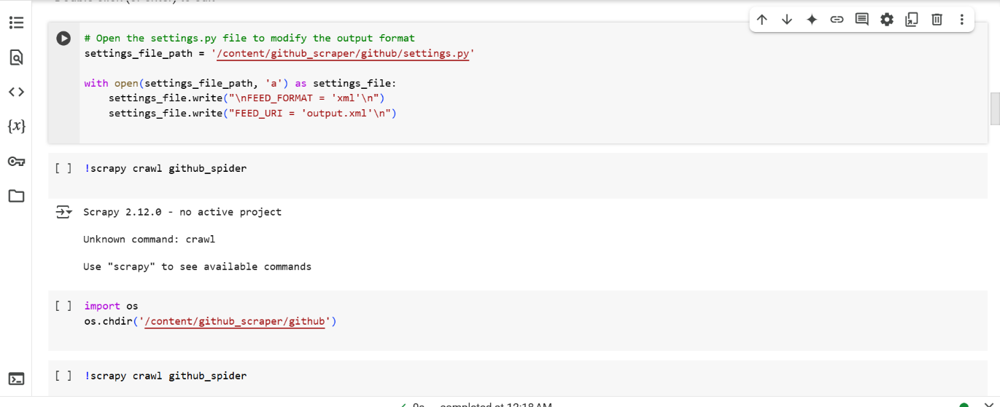 # Open the settings.py file to modify the output format
settings_file_path = '/content/github_scraper/github/settings.py'
with open(settings_file_path, 'a') as settings_file:
    settings_file.write("\nFEED_FORMAT = 'xml'\n")
    settings_file.write("FEED_URI = 'output.xml'\n")
{x}
[ ] !scrapy crawl github_spider
Scrapy 2.12.0 - no active project
Unknown command: crawl
Use "scrapy" to see available commands
[ ] import os
os.chdir('/content/github_scraper/github')
[ ] !scrapy crawl github_spider
0s completed at 12:18 AM